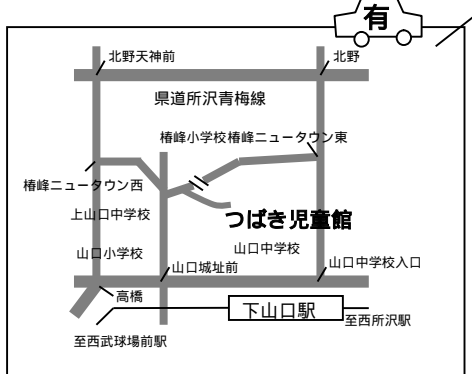 有
北野天神前
北野
県道所沢青梅線
椿峰小学校
椿峰ニュータウン東
椿峰ニュータウン西
上山口中学校
つばき児童館
山口小学校
山口中学校
山口城址前
山口中学校入口
高橋
下山口駅
至西所沢駅
至西武球場前駅